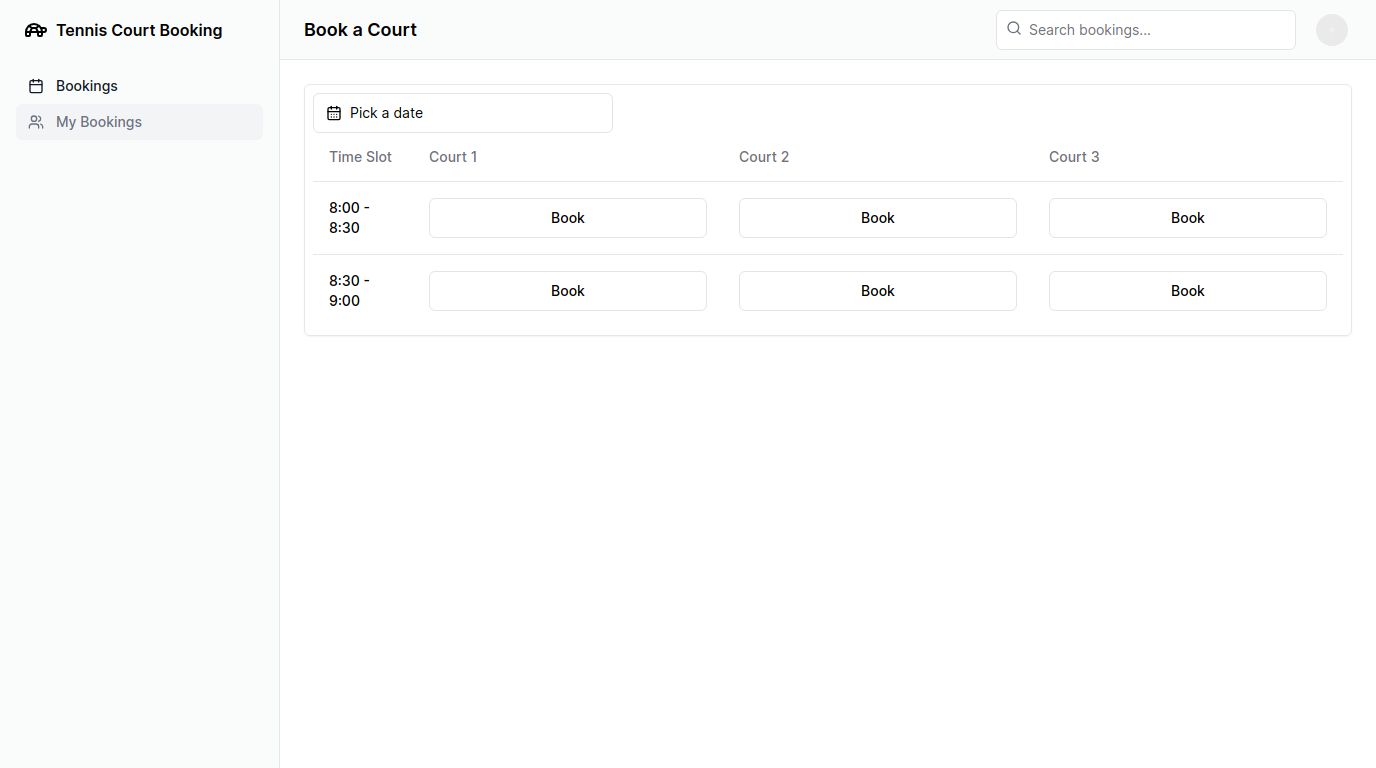 Tennis Court Booking
Book a Court
Search bookings...
Bookings
My Bookings
Pick a date
Time Slot Court 1 Court 2 Court 3
8:00 -
8:30
Book Book Book
8:30 -
9:00
Book Book Book